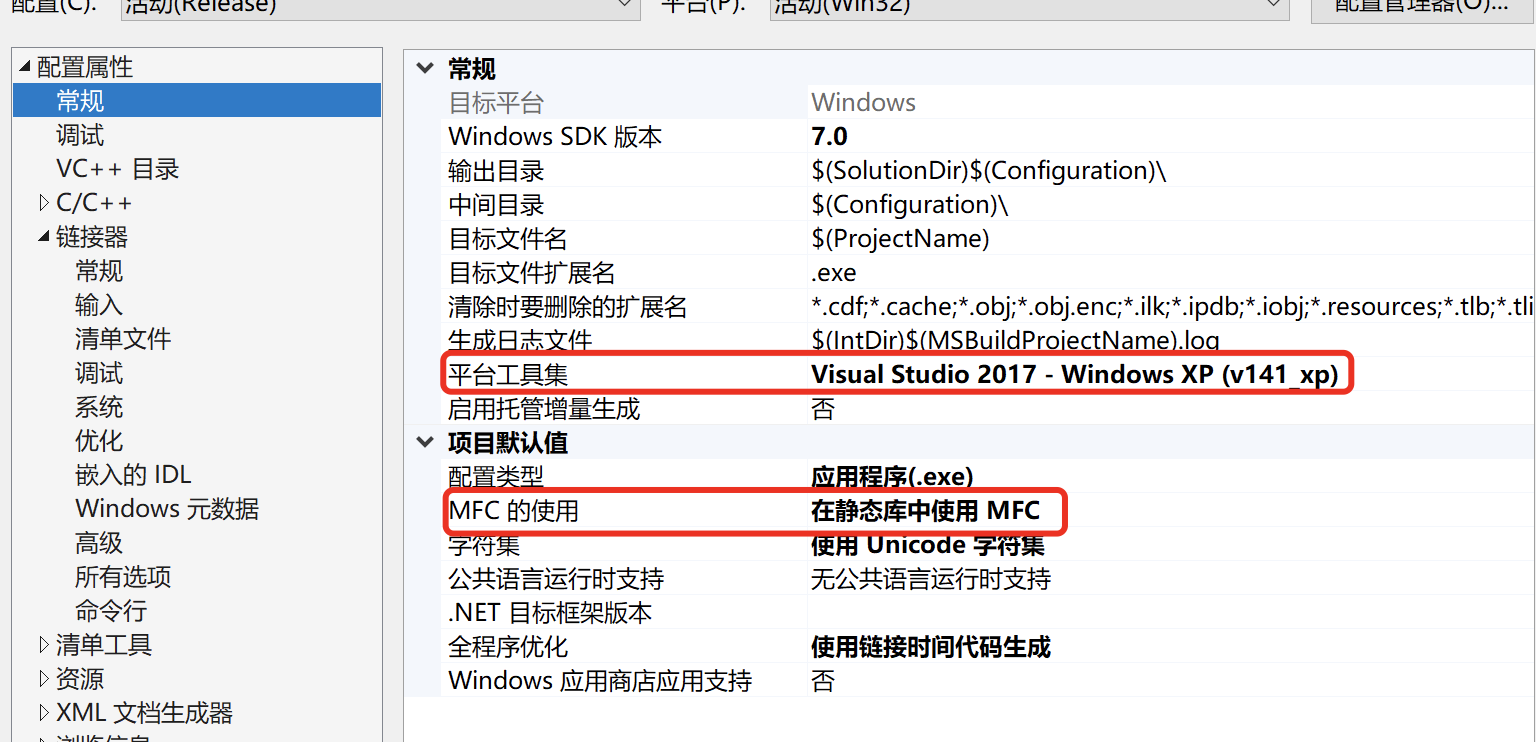 配置(C):
活动(Release)
平台(P):
活动(Win32)
配置管理器(O)...
配置属性
常规
调试
VC++ 目录
C/C++
链接器
常规
输入
清单文件
调试
系统
优化
嵌入的 IDL
Windows 元数据
高级
所有选项
命令行
清单工具
资源
XML 文档生成器
浏览信息
常规
目标平台 Windows
Windows SDK 版本 7.0
输出目录 $(SolutionDir)$(Configuration)\
中间目录 $(Configuration)\
目标文件名 $(ProjectName)
目标文件扩展名 .exe
清除时要删除的扩展名 *.cdf;*.cache;*.obj;*.obj.enc;*.ilk;*.ipdb;*.iobj;*.resources;*.tlb;*.tli
生成日志文件 $(IntDir)$(MSBuildProjectName).log
平台工具集 Visual Studio 2017 - Windows XP (v141_xp)
启用托管增量生成 否
项目默认值
配置类型 应用程序(.exe)
MFC 的使用 在静态库中使用 MFC
字符集 使用 Unicode 字符集
公共语言运行时支持 无公共语言运行时支持
.NET 目标框架版本
全程序优化 使用链接时间代码生成
Windows 应用商店应用支持 否